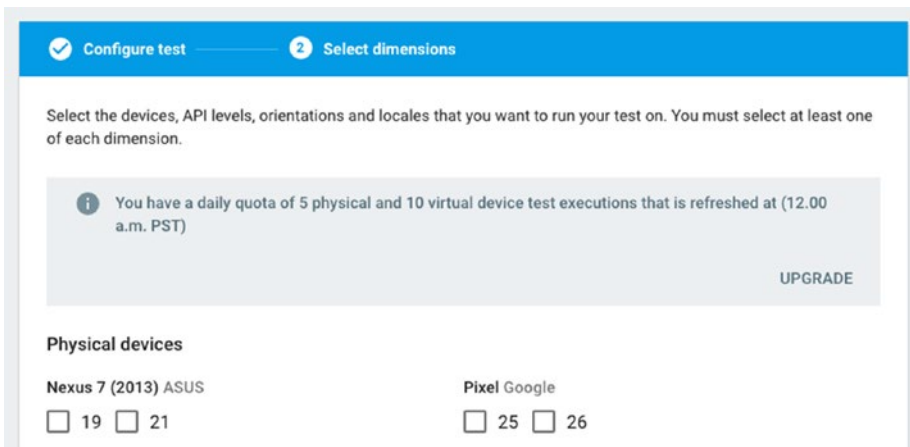 Configure test 2 Select dimensions
Select the devices, API levels, orientations and locales that you want to run your test on. You must select at least one
of each dimension.
You have a daily quota of 5 physical and 10 virtual device test executions that is refreshed at (12.00
a.m. PST)
UPGRADE
Physical devices
Nexus 7 (2013) ASUS Pixel Google
19 21 25 26